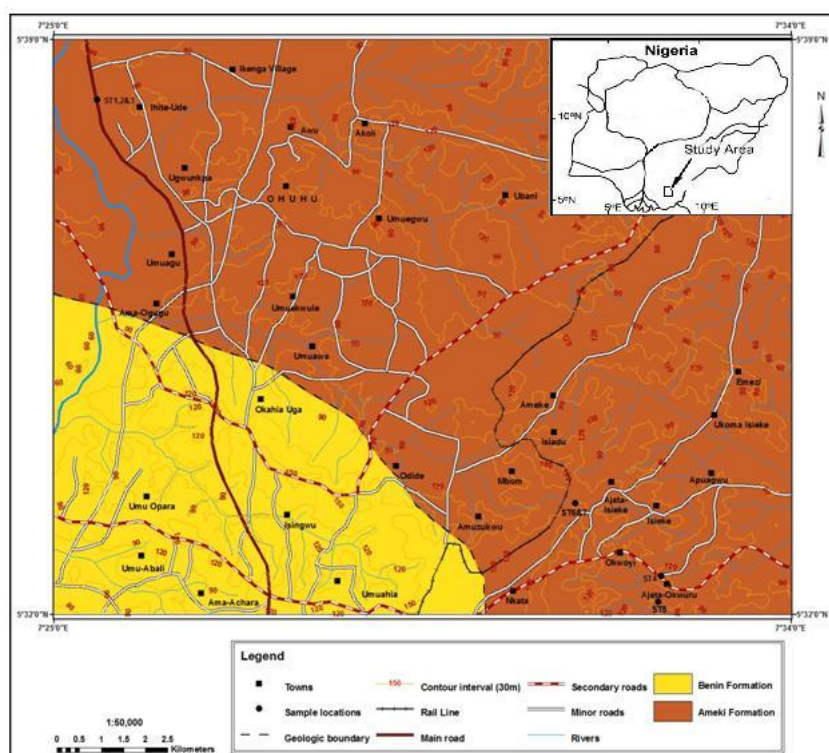 7°25'0"E
7°34'0"E
5°39'0"N
5°39'0"N
Nigeria
10°N
Study Area
5°N
5°E
10°E
N
Ikenga Village
ST1,2&3
Ihite-Ude
Awu
Akoli
Ugwunkpa
OHUHU
Ubani
Umuegwu
Umuagu
Ama-Ogugu
Umuekwule
Umuawa
Emezi
Okahia Uga
Ameke
Ukoma Isieke
Isiadu
Odide
Mbom
Apuagwu
Ajata-
Isieke
Umu Opara
ST6&7
Isieke
Isingwu
Amuzukwu
Umu-Abali
Okwoyi
ST4
Umuahia
Ajata-Okwuru
Ama-Achara
Nkata
ST5
5°32'0"N
5°32'0"N
7°25'0"E
7°34'0"E
Legend
Towns
150
Contour interval (30m)
Secondary roads
Benin Formation
Sample locations
Rail Line
Minor roads
Ameki Formation
Geologic boundary
Main road
Rivers
1:50,000
0 0.5 1 1.5 2 2.5
Kilometers